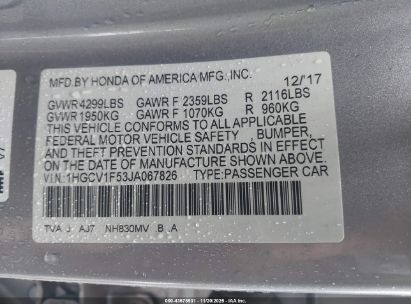 MFD BY HONDA OF AMERICA MFG., INC. 12/17
GVWR 4299LBS GAWR F 2359LBS R 2116LBS
GVWR 1950KG GAWR F 1070KG R 960KG
THIS VEHICLE CONFORMS TO ALL APPLICABLE
FEDERAL MOTOR VEHICLE SAFETY, BUMPER, AND
THEFT PREVENTION STANDARDS IN EFFECT
ON THE DATE OF MANUFACTURE SHOWN ABOVE.
V.I.N.: 1HGCV1F53JA067826 TYPE: PASSENGER CAR
TVA J AJ7 NH830MV B .A